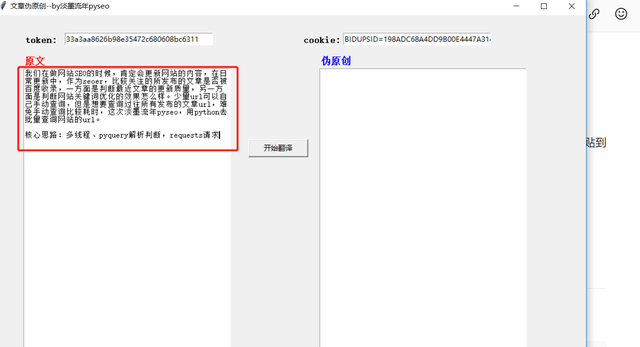 文章伪原创--by淡墨流年pyseo
token: 33a3aa8626b98e35472c680608bc6311 cookie: BIDUPSID=198ADC68A4DD9B00E4447A314
原文 伪原创
我们在做网站SEO的时候，肯定会更新网站的内容，在日
常更新中，作为seoer，比较关注的所发布的文章是否被
百度收录，一方面是判断最近文章的更新质量，另一方
面是判断网站关键词优化的效果怎么样。少量url可以自
己手动查询，但是想要查询过往所有发布的文章url，难
免手动查询比较耗时，这次淡墨流年pyseo，用python去
批量查询网站的url。
核心思路：多线程、pyquery解析判断，requests请求
开始翻译
贴到